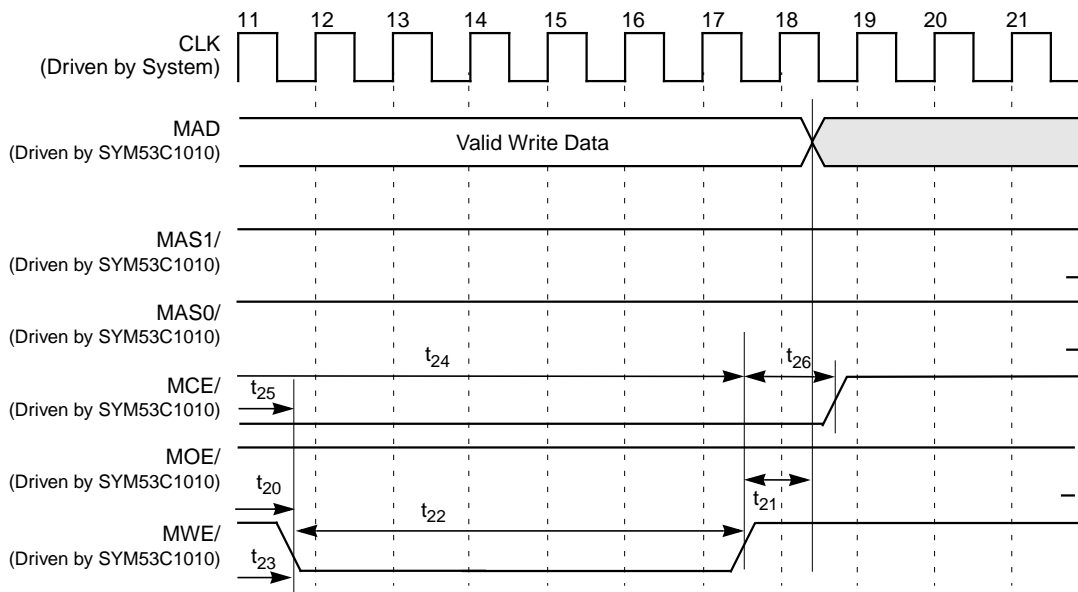 11 12 13 14 15 16 17 18 19 20 21
CLK
(Driven by System)
MAD
(Driven by SYM53C1010)
Valid Write Data
MAS1/
(Driven by SYM53C1010)
MAS0/
(Driven by SYM53C1010)
t24
t26
MCE/
(Driven by SYM53C1010)
t25
MOE/
(Driven by SYM53C1010)
t20
t21
t22
MWE/
(Driven by SYM53C1010)
t23